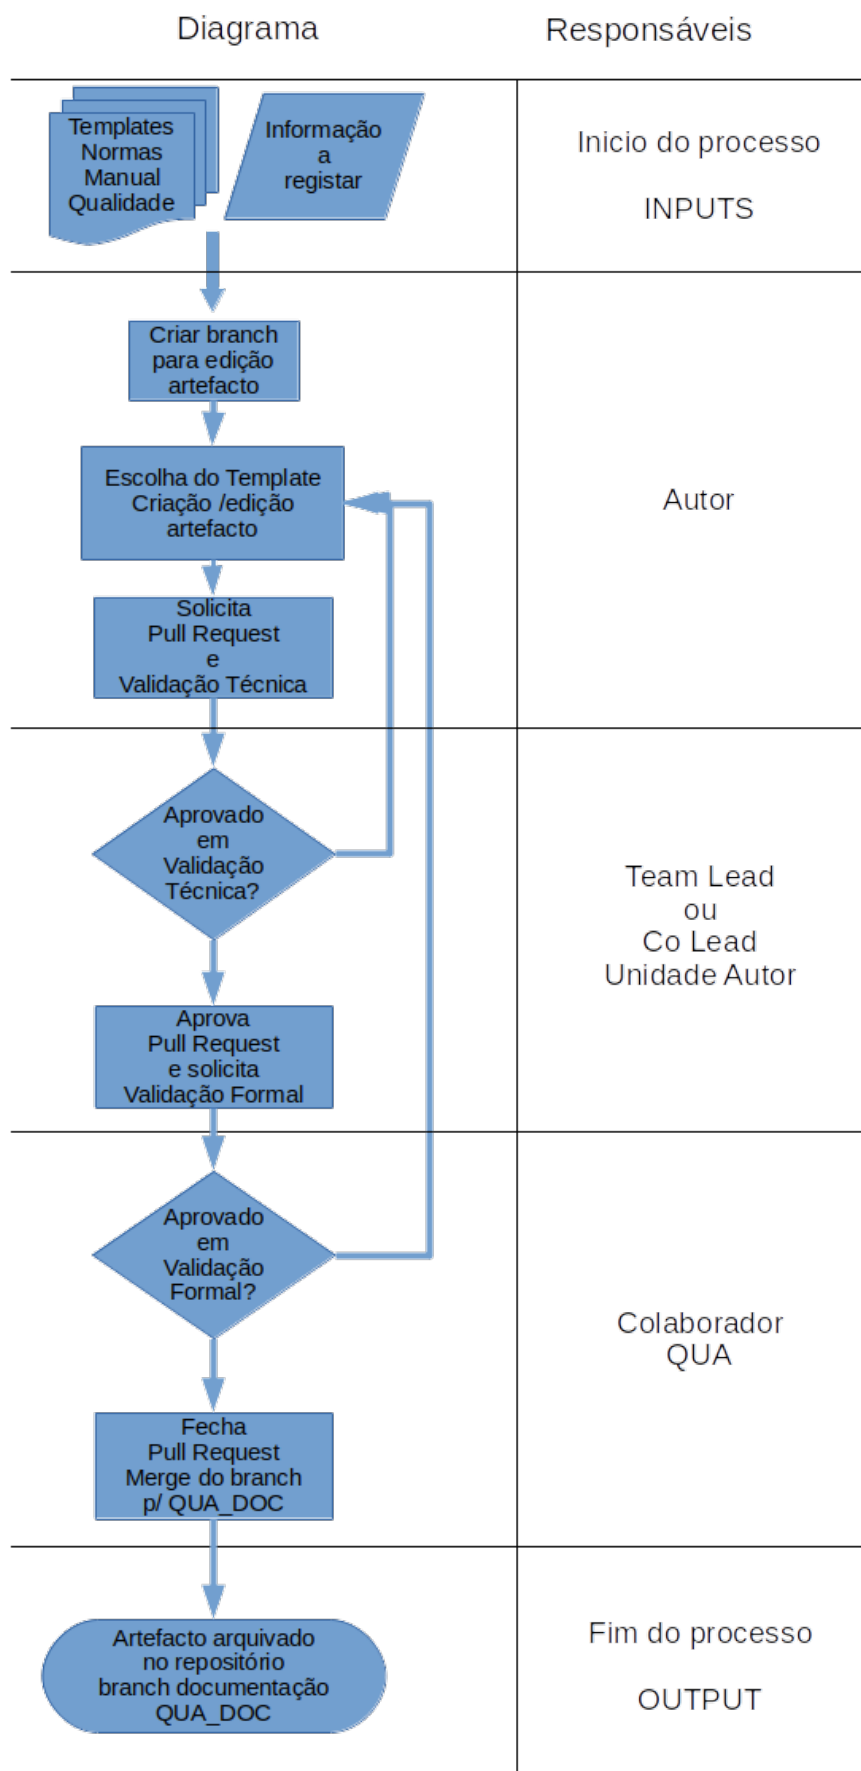 Diagrama
Responsáveis
Templates
Normas
Manual
Qualidade
Informação
a
registar
Inicio do processo
INPUTS
Criar branch
para edição
artefacto
Escolha do Template
Criação /edição
artefacto
Solicita
Pull Request
e
Validação Técnica
Autor
Aprovado
em
Validação
Técnica?
Aprova
Pull Request
e solicita
Validação Formal
Team Lead
ou
Co Lead
Unidade Autor
Aprovado
em
Validação
Formal?
Fecha
Pull Request
Merge do branch
p/ QUA_DOC
Colaborador
QUA
Artefacto arquivado
no repositório
branch documentação
QUA_DOC
Fim do processo
OUTPUT